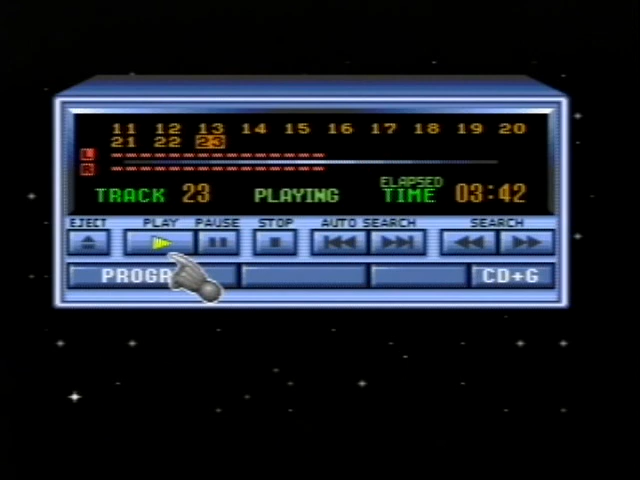 11 12 13 14 15 16 17 18 19 20
21 22 23
L
R
TRACK 23 PLAYING ELAPSED TIME 03:42
EJECT PLAY PAUSE STOP AUTO SEARCH SEARCH
PROGR
CD+G